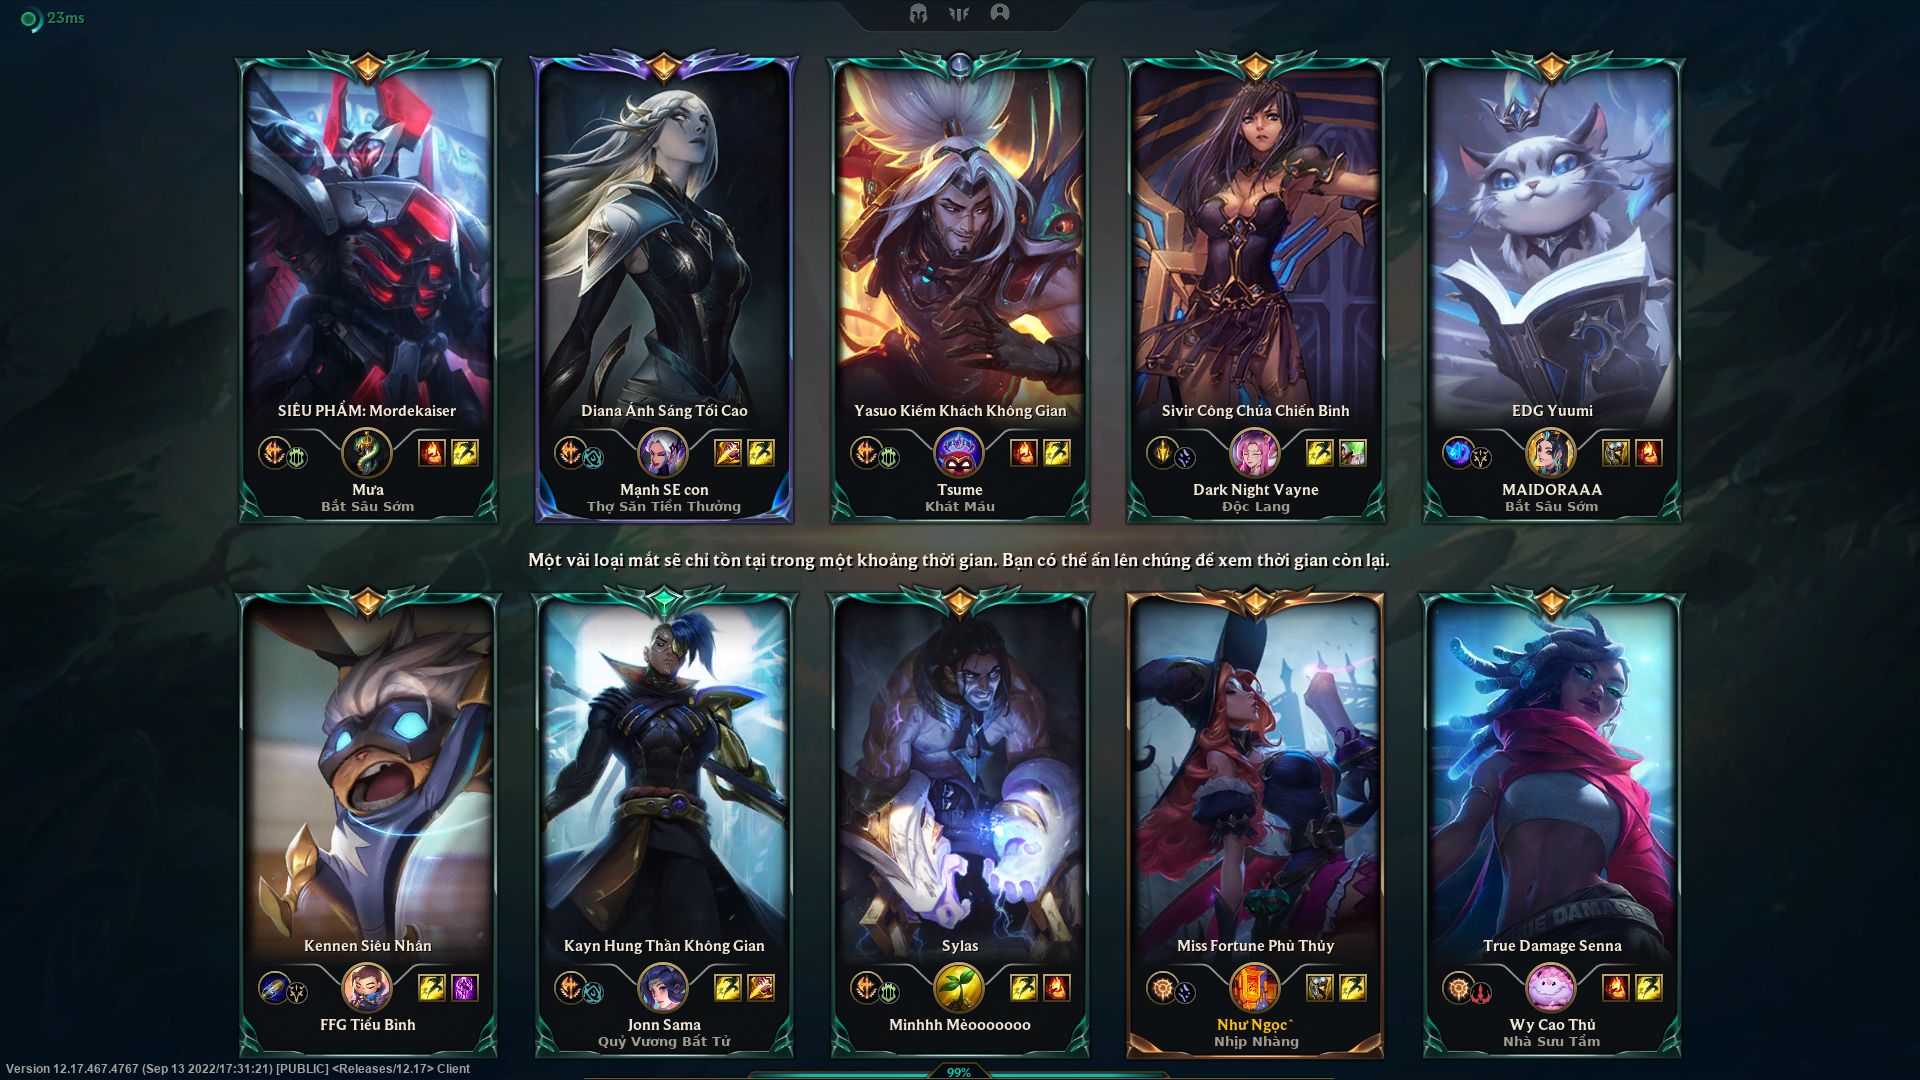 23ms
SIÊU PHẨM: Mordekaiser
Mưa
Bắt Sâu Sớm
Diana Ánh Sáng Tối Cao
Mạnh SE con
Thợ Săn Tiền Thưởng
Yasuo Kiếm Khách Không Gian
Tsume
Khát Máu
Sivir Công Chúa Chiến Binh
Dark Night Vayne
Độc Lang
EDG Yuumi
MAIDORAAA
Bắt Sâu Sớm
Một vài loại mắt sẽ chỉ tồn tại trong một khoảng thời gian. Bạn có thể ấn lên chúng để xem thời gian còn lại.
Kennen Siêu Nhân
FFG Tiểu Bình
Kayn Hung Thần Không Gian
Jonn Sama
Quỷ Vương Bất Tử
Sylas
Minhhh Mèooooooo
Miss Fortune Phù Thủy
Như Ngọc^
Nhịp Nhàng
TRUE DAMAGE
True Damage Senna
Wy Cao Thủ
Nhà Sưu Tầm
Version 12.17.467.4767 (Sep 13 2022/17:31:21) [PUBLIC] <Releases/12.17> Client
99%